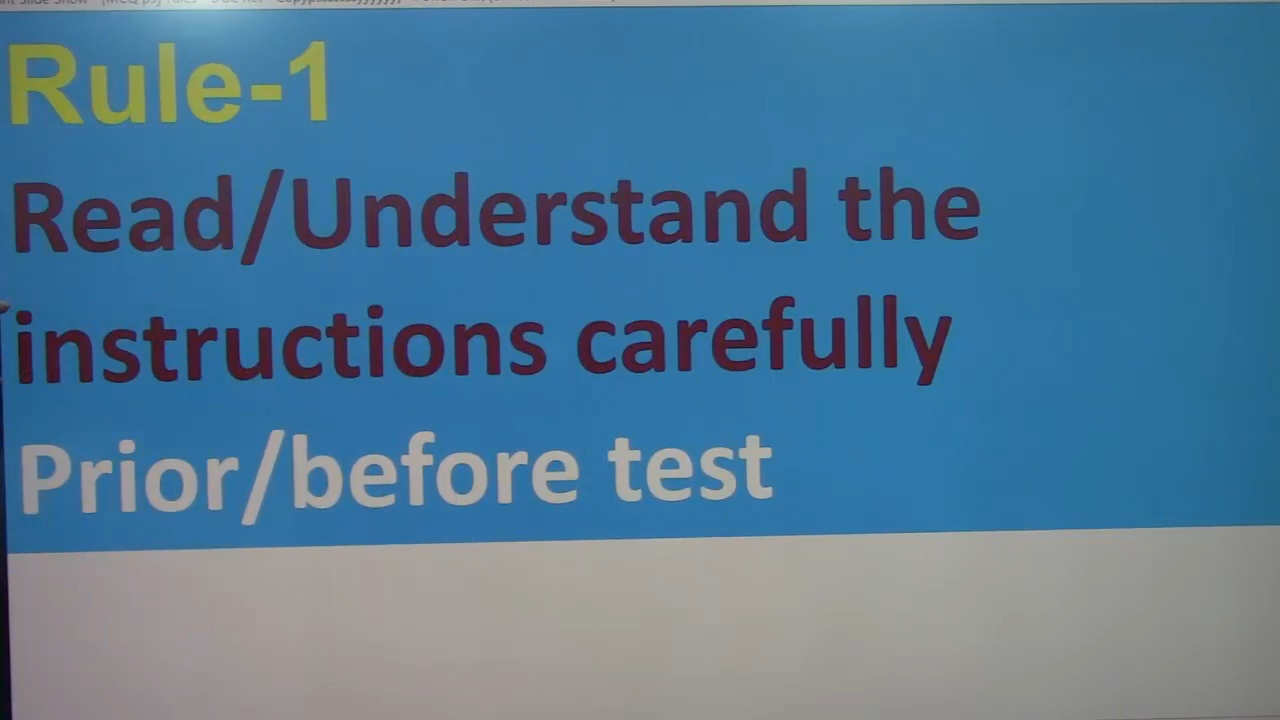 Rule-1
Read/Understand the
instructions carefully
Prior/before test